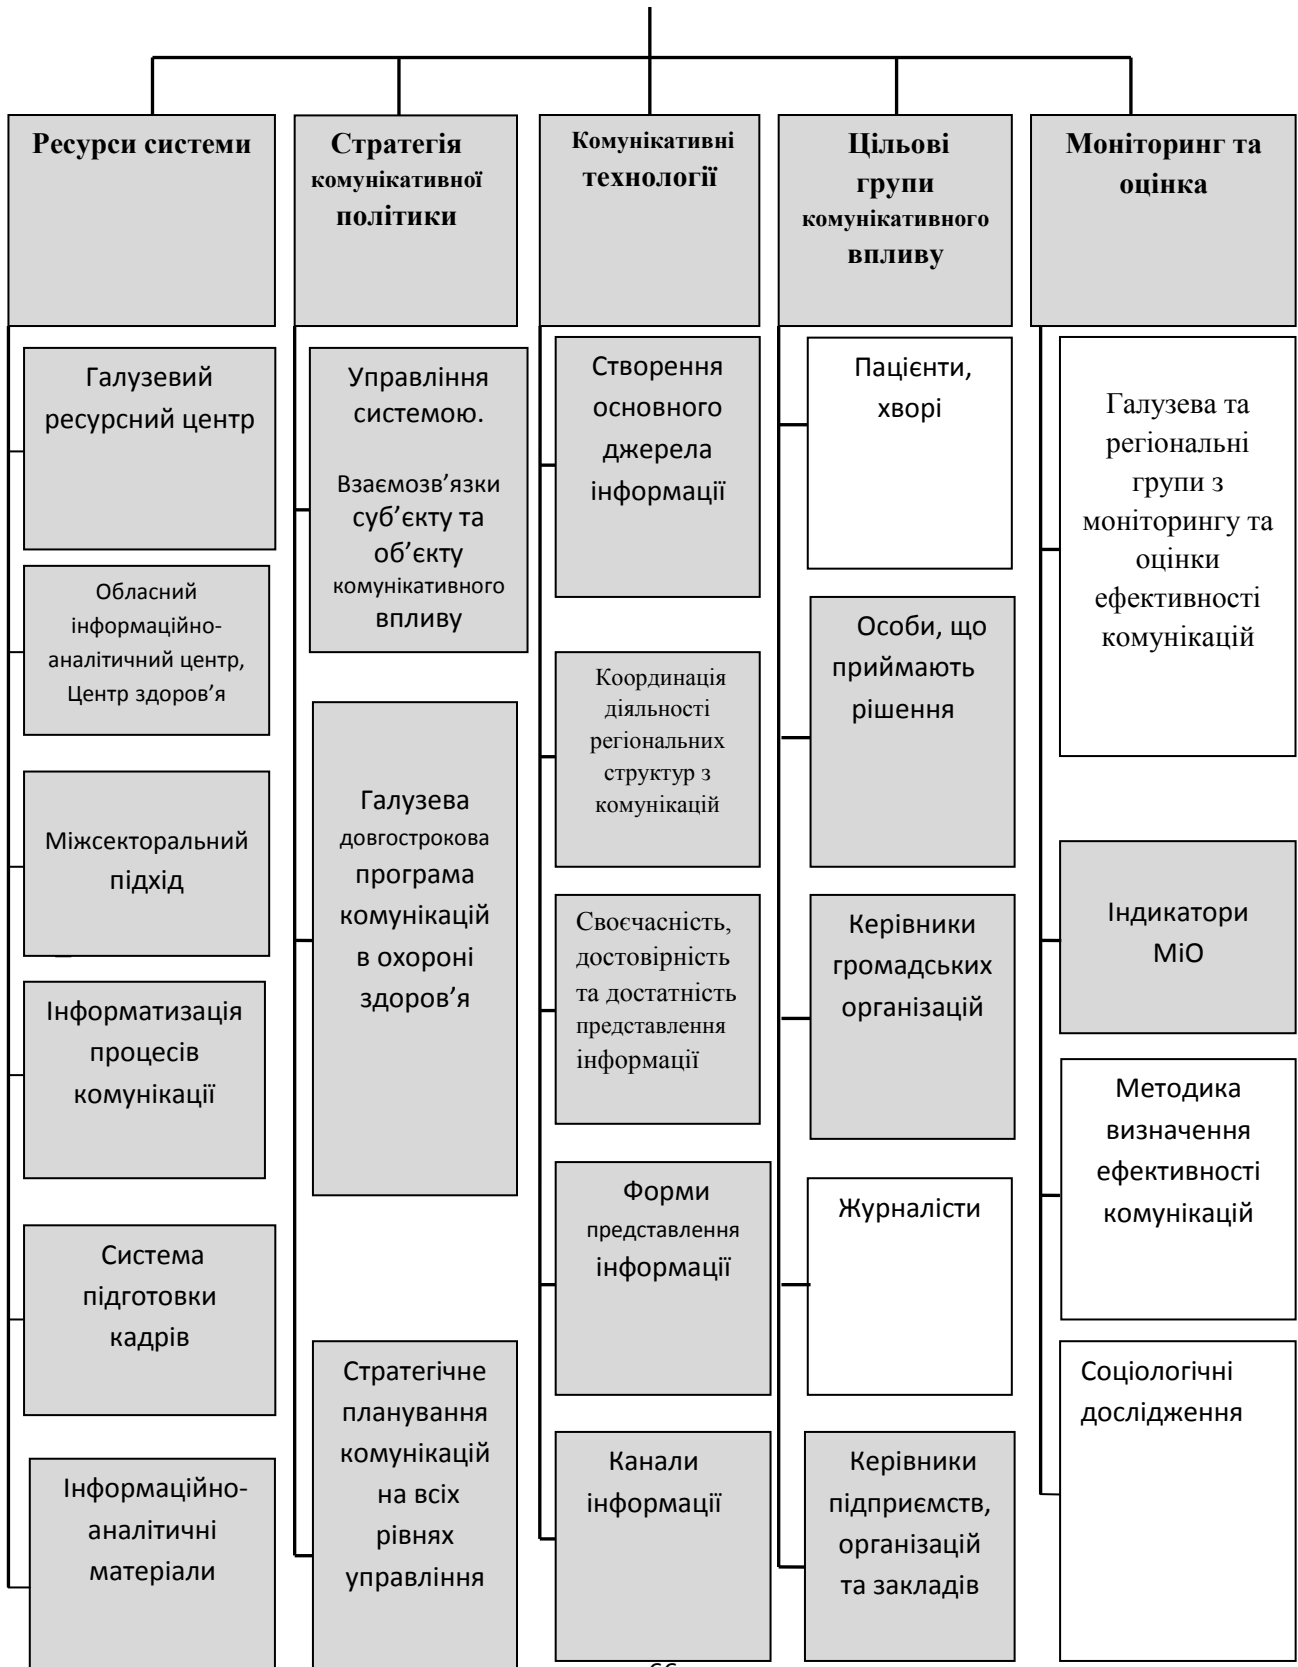 Ресурси системи
Стратегія
комунікативної
політики
Комунікативні
технології
Цільові
групи
комунікативного
впливу
Моніторинг та
оцінка
Галузевий
ресурсний центр
Обласний
інформаційно-
аналітичний центр,
Центр здоров’я
Міжсекторальний
підхід
Інформатизація
процесів
комунікації
Система
підготовки
кадрів
Інформаційно-
аналітичні
матеріали
Управління
системою.
Взаємозв’язки
суб’єкту та
об’єкту
комунікативного
впливу
Галузева
довгострокова
програма
комунікацій
в охороні
здоров’я
Стратегічне
планування
комунікацій
на всіх
рівнях
управління
Створення
основного
джерела
інформації
Координація
діяльності
регіональних
структур з
комунікацій
Своєчасність,
достовірність
та достатність
представлення
інформації
Форми
представлення
інформації
Канали
інформації
Пацієнти,
хворі
Особи, що
приймають
рішення
Керівники
громадських
організацій
Журналісти
Керівники
підприємств,
організацій
та закладів
Галузева та
регіональні
групи з
моніторингу та
оцінки
ефективності
комунікацій
Індикатори
МіО
Методика
визначення
ефективності
комунікацій
Соціологічні
дослідження